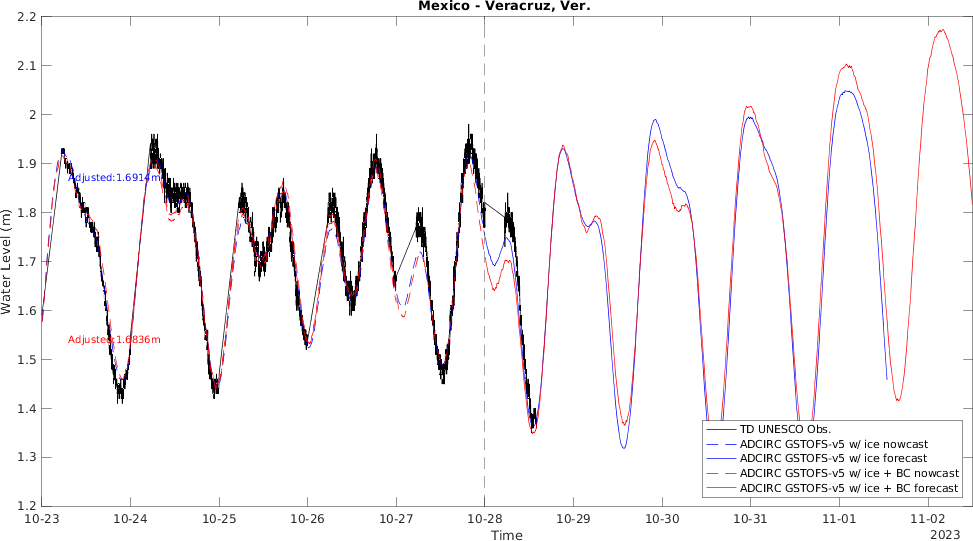 Mexico - Veracruz, Ver.
2.2
2.1
2
1.9
1.8
1.7
1.6
1.5
1.4
1.3
1.2
Water Level (m)
Adjusted:1.6914m
Adjusted:1.6836m
TD UNESCO Obs.
ADCIRC GSTOFS-v5 w/ ice nowcast
ADCIRC GSTOFS-v5 w/ ice forecast
ADCIRC GSTOFS-v5 w/ ice + BC nowcast
ADCIRC GSTOFS-v5 w/ ice + BC forecast
10-23 10-24 10-25 10-26 10-27 10-28 10-29 10-30 10-31 11-01 11-02
Time
2023